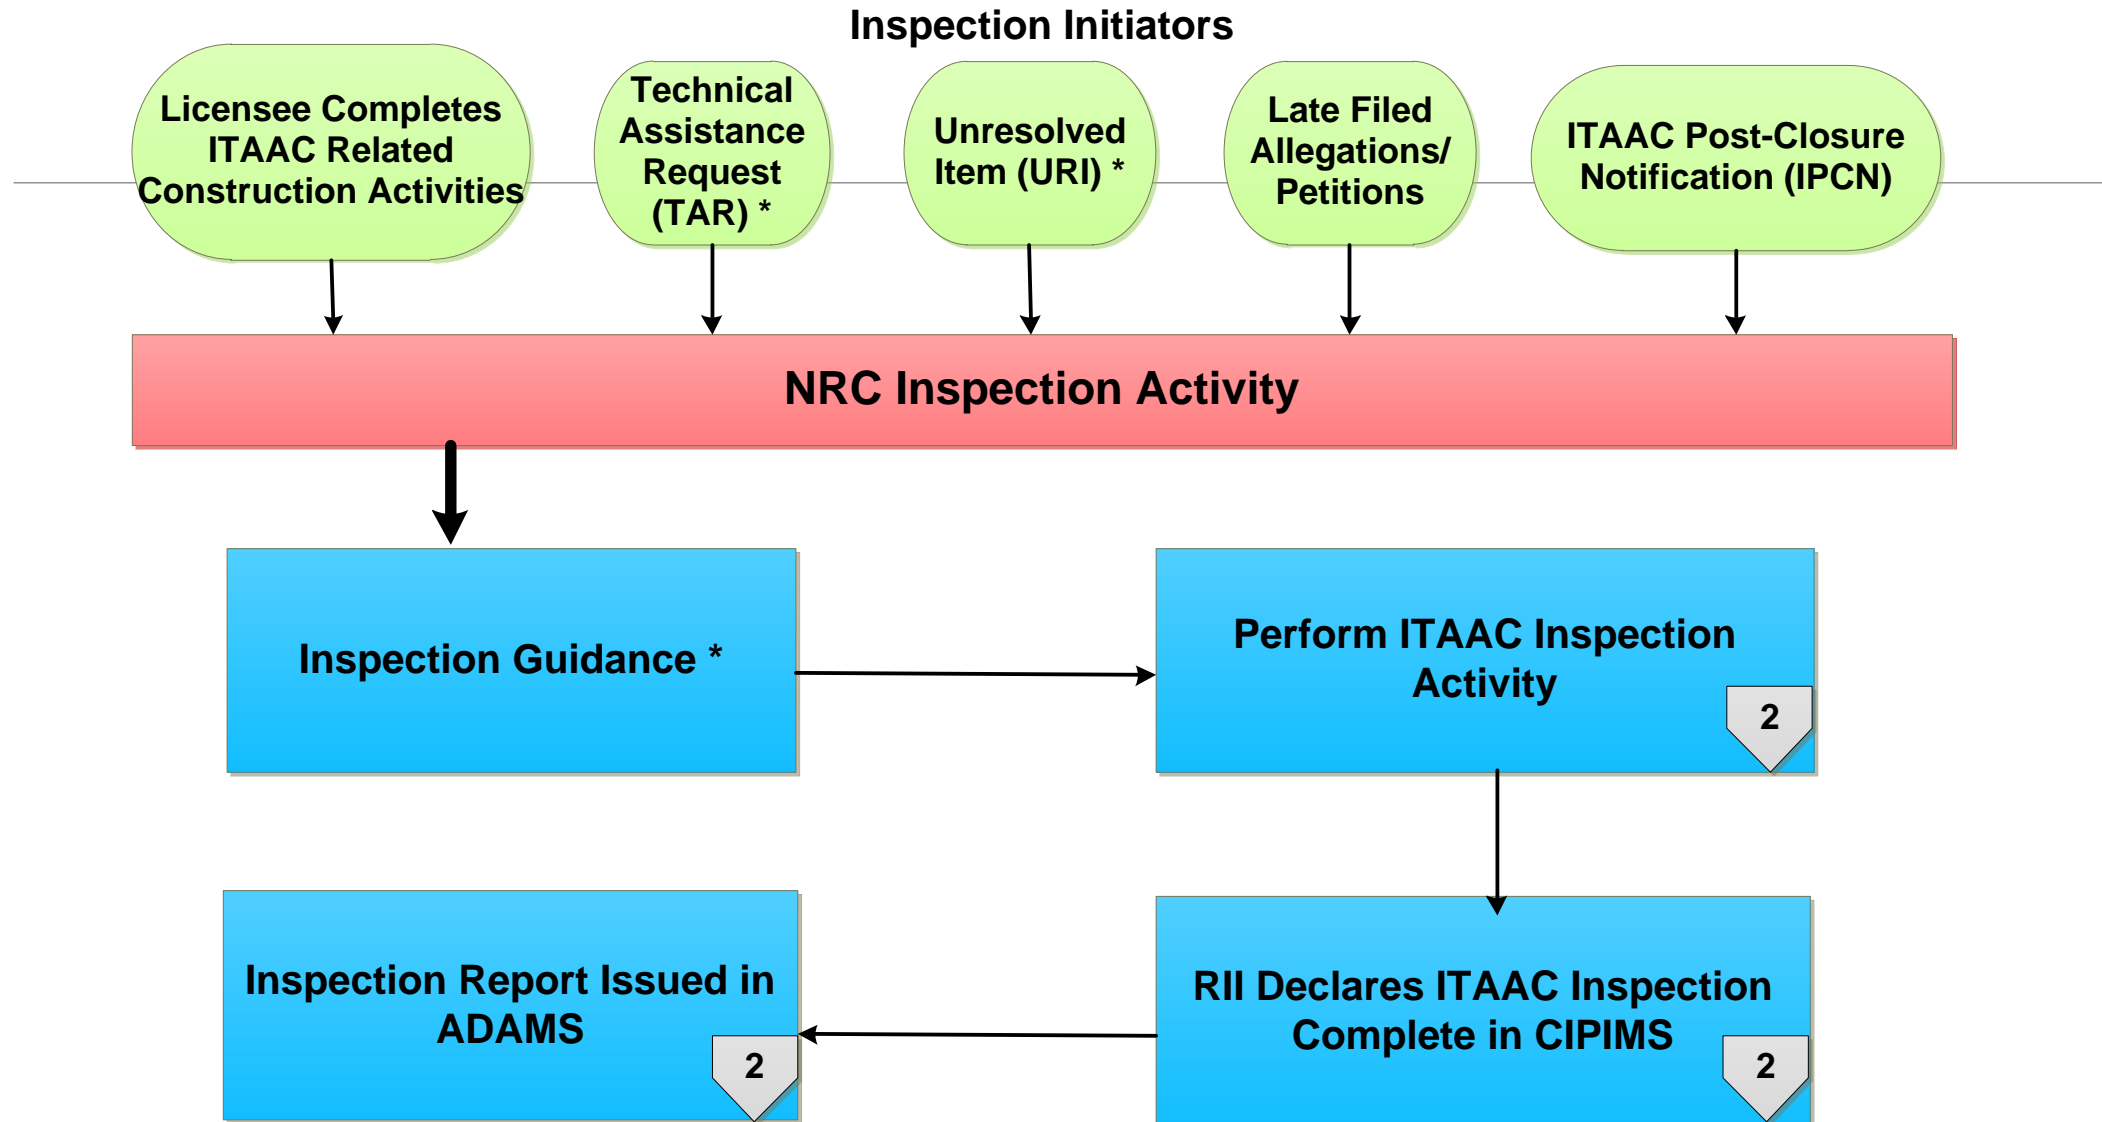 Inspection Initiators
Licensee Completes
ITAAC Related
Construction Activities
Technical
Assistance
Request
(TAR) *
Unresolved
Item (URI) *
Late Filed
Allegations/
Petitions
ITAAC Post-Closure
Notification (IPCN)
NRC Inspection Activity
Inspection Guidance *
Perform ITAAC Inspection
Activity
2
Inspection Report Issued in
ADAMS
2
RII Declares ITAAC Inspection
Complete in CIPIMS
2